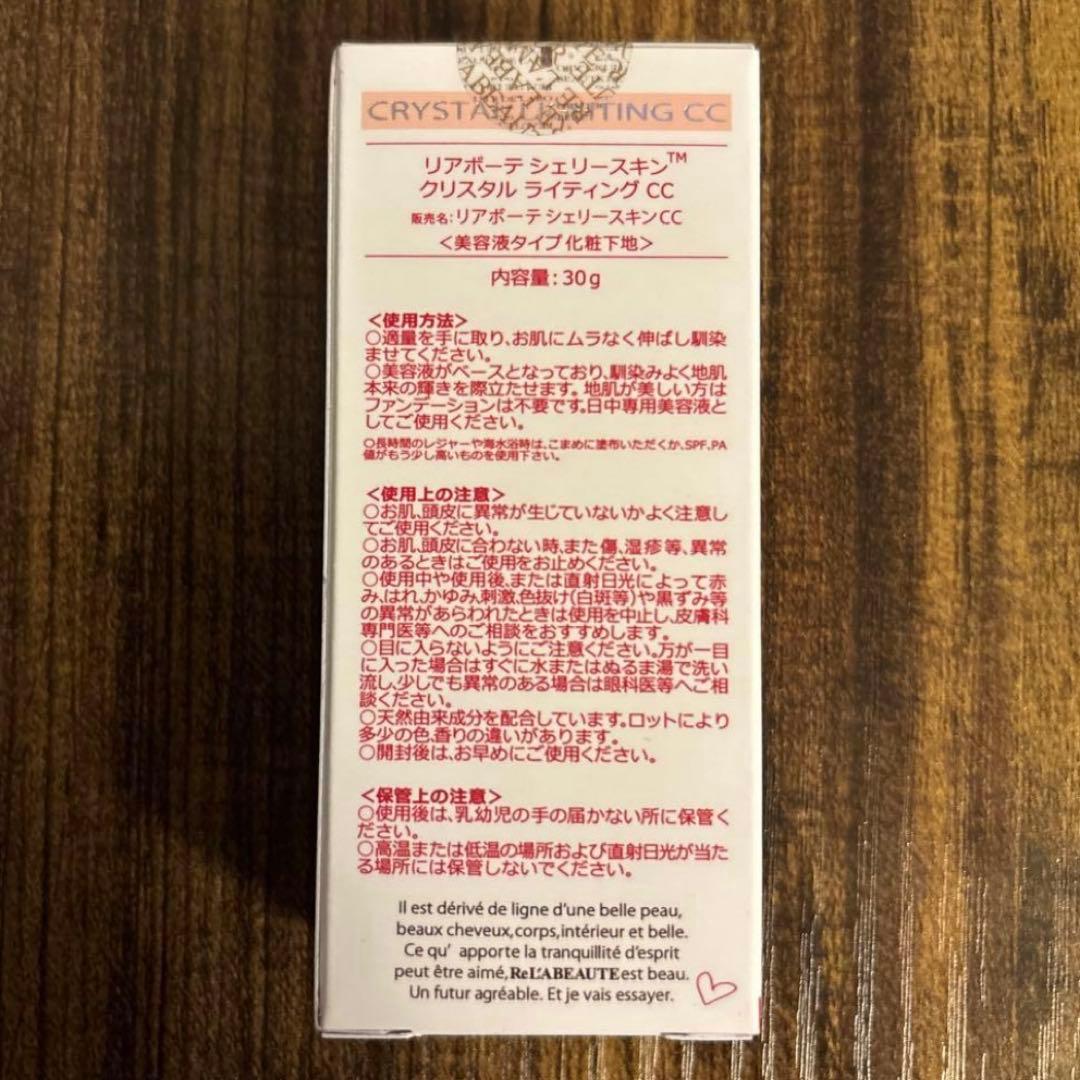 CRYSTAL LIGHTING CC
リアボーテ シェリースキン™
クリスタル ライティング CC
販売名:リアボーテ シェリースキンCC
<美容液タイプ 化粧下地>
内容量:30g
<使用方法>
○適量を手に取り、お肌にムラなく伸ばし馴染
ませてください。
○美容液がベースとなっており、馴染みよく地肌
本来の輝きを際立たせます。地肌が美しい方は
ファンデーションは不要です。日中専用美容液と
してご使用ください。
○長時間のレジャーや海水浴時は、こまめに塗布いただくか、SPF、PA
値がもう少し高いものを使用下さい。
<使用上の注意>
○お肌、頭皮に異常が生じていないかよく注意し
てご使用ください。
○お肌、頭皮に合わない時、また傷、湿疹等、異常
のあるときはご使用をお止めください。
○使用中や使用後、または直射日光によって赤
み、はれ、かゆみ、刺激、色抜け(白斑等)や黒ずみ等
の異常があらわれたときは使用を中止し、皮膚科
専門医等へのご相談をおすすめします。
○目に入らないようにご注意ください。万が一目
に入った場合はすぐに水またはぬるま湯で洗い
流し、少しでも異常のある場合は眼科医等へご相
談ください。
○天然由来成分を配合しています。ロットにより
多少の色、香りの違いがあります。
○開封後は、お早めにご使用ください。
<保管上の注意>
○使用後は、乳幼児の手の届かない所に保管く
ださい。
○高温または低温の場所および直射日光が当た
る場所には保管しないでください。
Il est dérivé de ligne d'une belle peau,
beaux cheveux,corps,intérieur et belle.
Ce qu' apporte la tranquillité d'esprit
peut être aimé,ReL'ABEAUTE est beau.
Un futur agréable. Et je vais essayer.